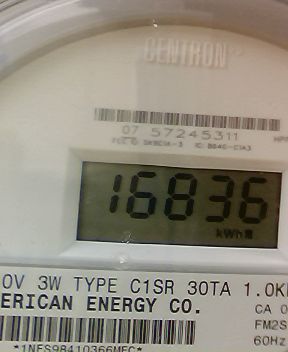 CENTRON
07 57245311
16836
kWh
0V 3W TYPE C1SR 30TA 1.0K
ERICAN ENERGY CO.
CA 0
FM2S
60Hz
*1NES98410366MEC*